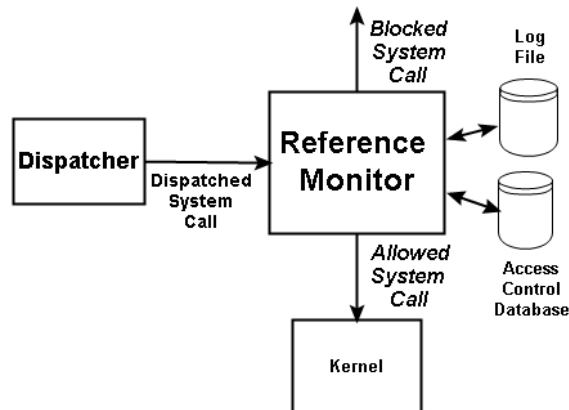 Blocked
System
Call
Log
File
Dispatcher
Dispatched
System
Call
Reference
Monitor
Allowed
System
Call
Access
Control
Database
Kernel